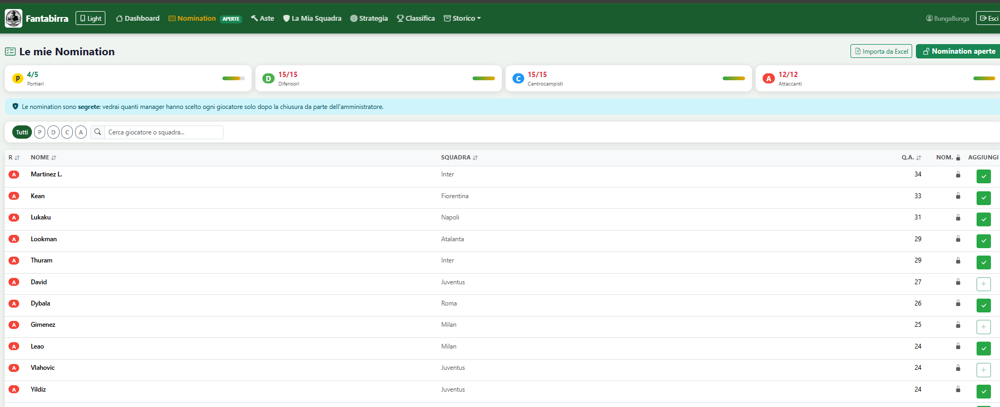 Fantabirra Light Dashboard Nomination APERTE Aste La Mia Squadra Strategia Classifica Storico BungaBunga Esci
Le mie Nomination Importa da Excel Nomination aperte
P 4/5 Portieri
D 15/15 Difensori
C 15/15 Centrocampisti
A 12/12 Attaccanti
Le nomination sono segrete: vedrai quanti manager hanno scelto ogni giocatore solo dopo la chiusura da parte dell'amministratore.
Tutti P D C A Cerca giocatore o squadra...
R NOME SQUADRA Q.A. NOM. AGGIUNGI
A Martinez L. Inter 34
A Kean Fiorentina 33
A Lukaku Napoli 31
A Lookman Atalanta 29
A Thuram Inter 29
A David Juventus 27
A Dybala Roma 26
A Gimenez Milan 25
A Leao Milan 24
A Vlahovic Juventus 24
A Yildiz Juventus 24